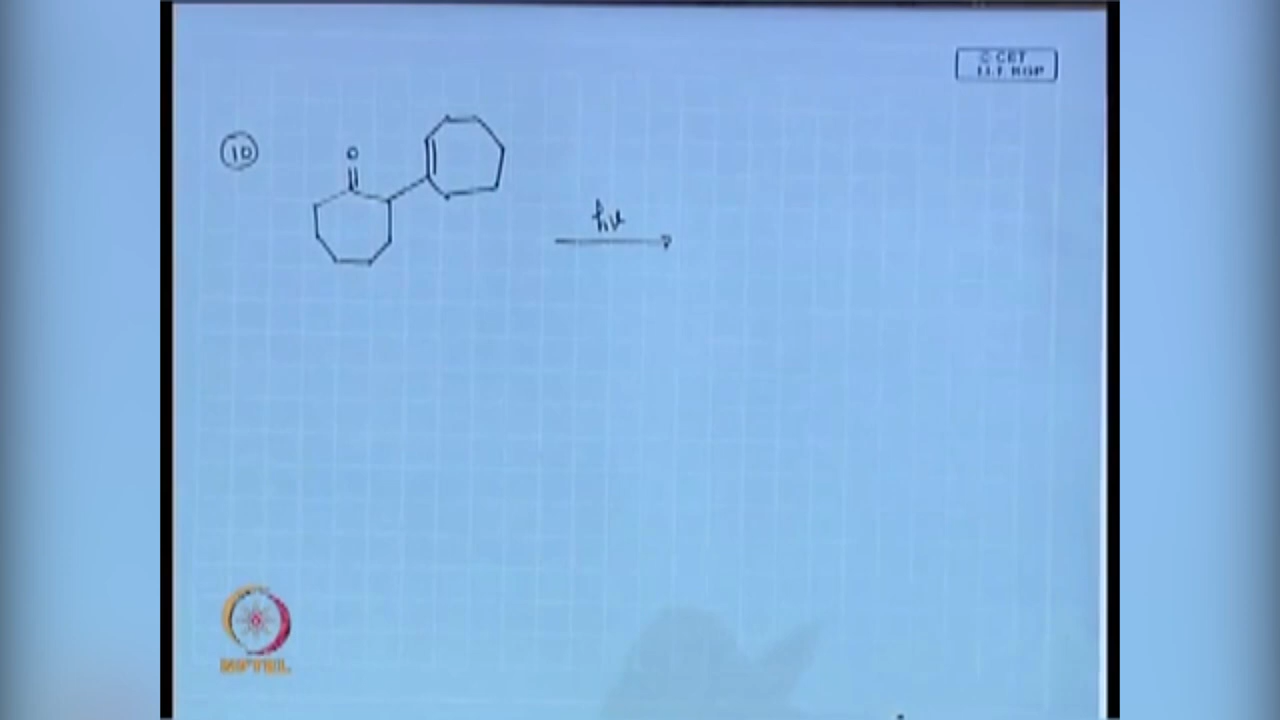 © CET
I.I.T. KGP
10
O
hν
NPTEL